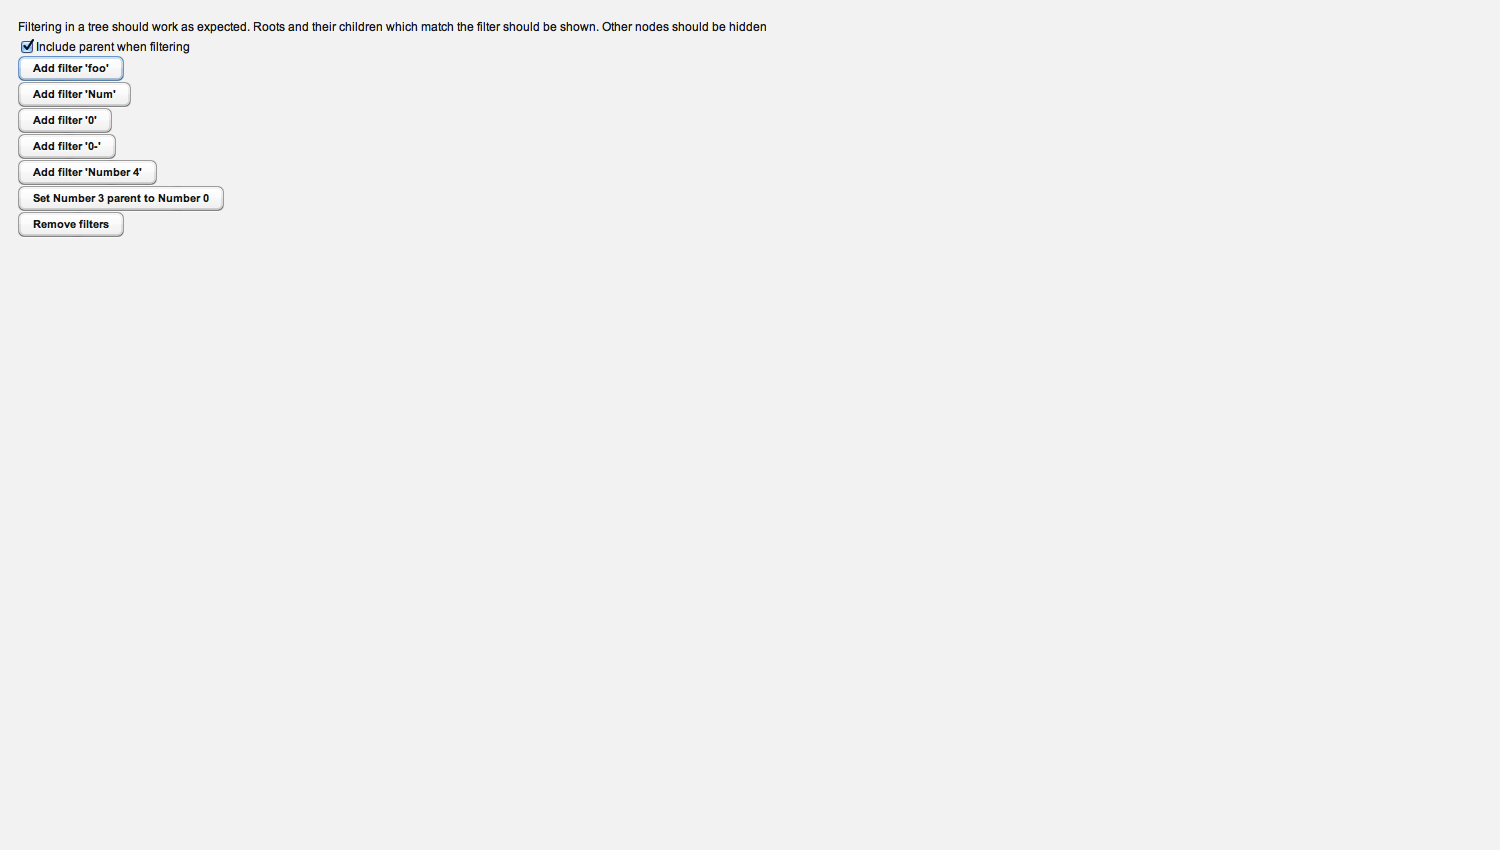 Filtering in a tree should work as expected. Roots and their children which match the filter should be shown. Other nodes should be hidden
Include parent when filtering
Add filter 'foo'
Add filter 'Num'
Add filter '0'
Add filter '0-'
Add filter 'Number 4'
Set Number 3 parent to Number 0
Remove filters